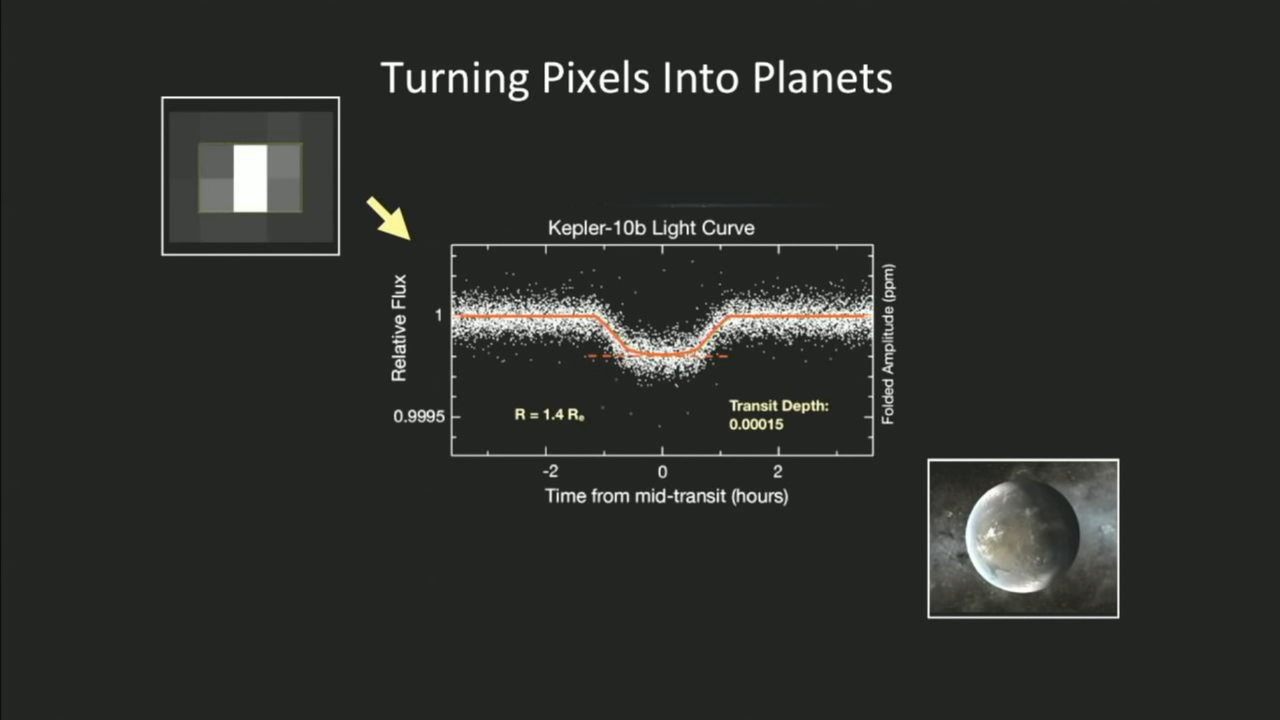 Turning Pixels Into Planets
Kepler-10b Light Curve
Relative Flux
1
0.9995
R = 1.4 Rₑ
Transit Depth:
0.00015
Folded Amplitude (ppm)
-2 0 2
Time from mid-transit (hours)